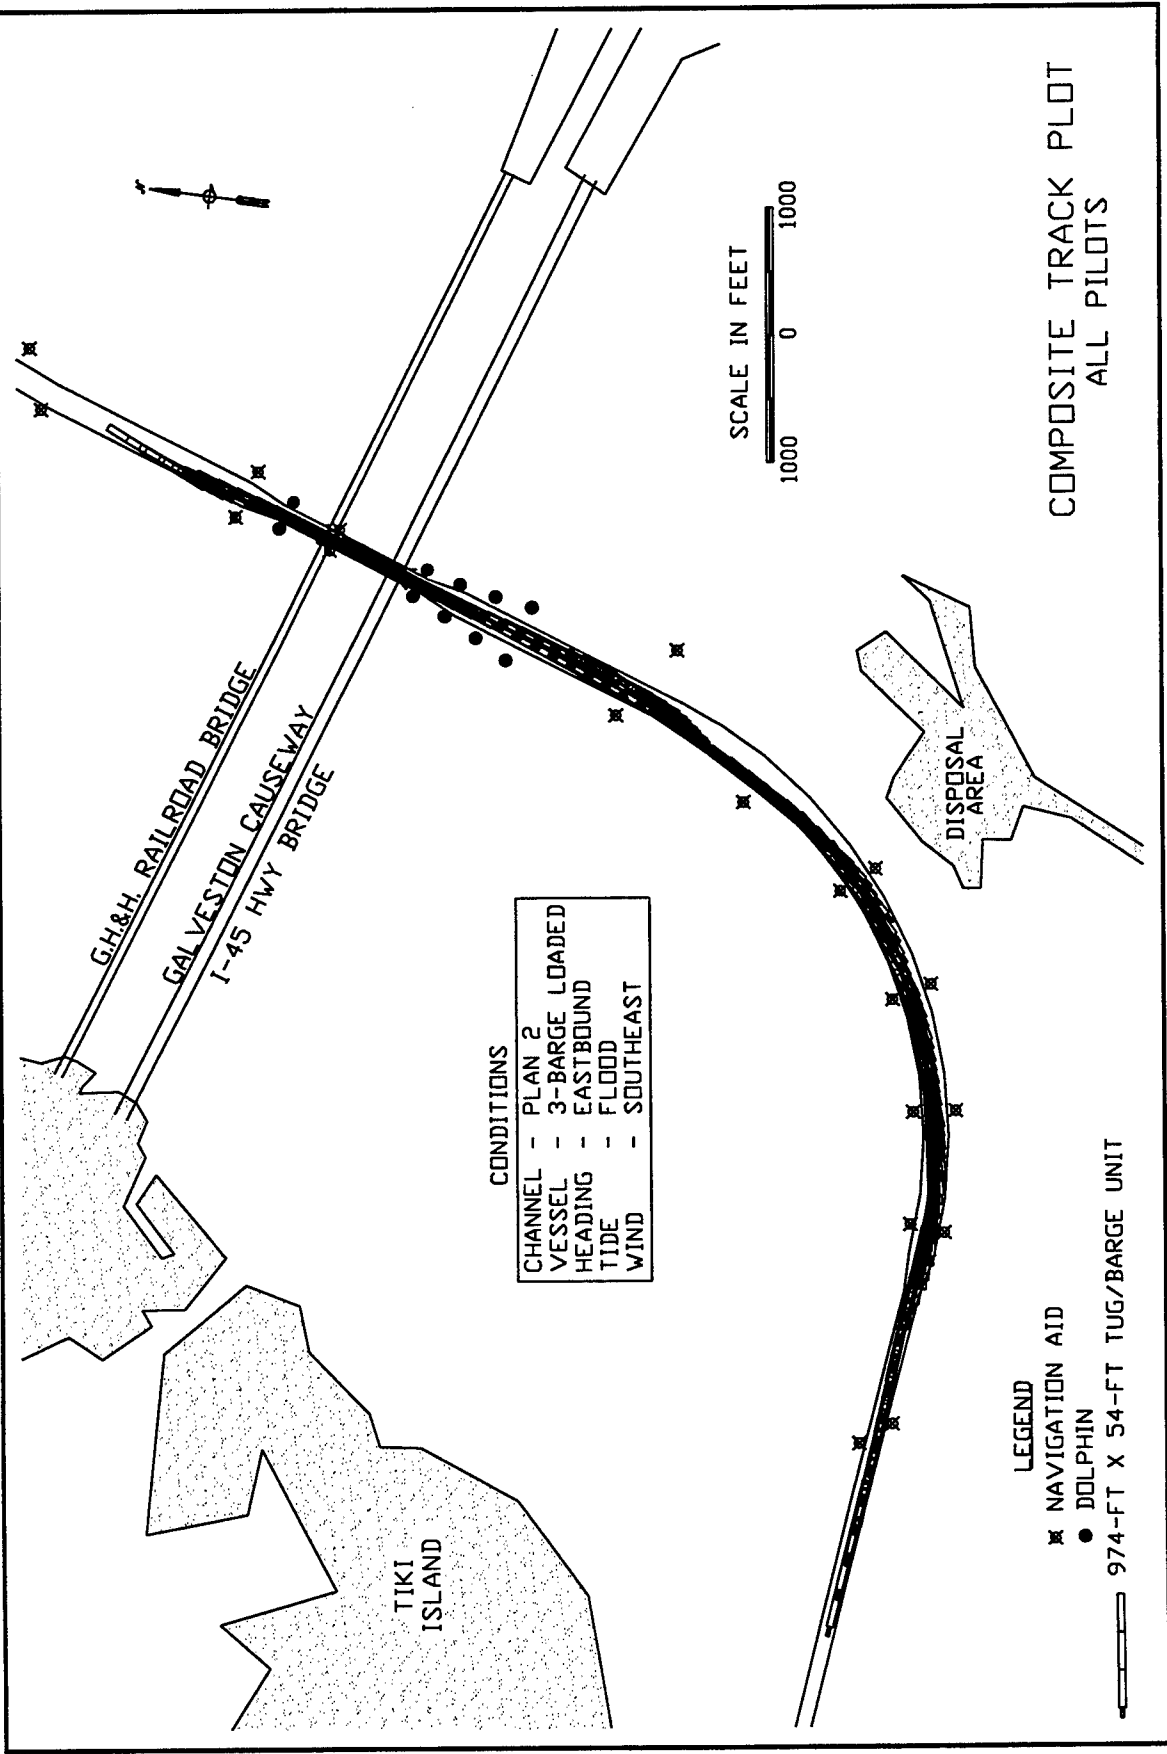 N
G.H.&H. RAILROAD BRIDGE
GALVESTON CAUSEWAY
I-45 HWY BRIDGE
TIKI
ISLAND
CONDITIONS
CHANNEL - PLAN 2
VESSEL - 3-BARGE LOADED
HEADING - EASTBOUND
TIDE - FLOOD
WIND - SOUTHEAST
SCALE IN FEET
1000 0 1000
DISPOSAL
AREA
LEGEND
NAVIGATION AID
DOLPHIN
974-FT X 54-FT TUG/BARGE UNIT
COMPOSITE TRACK PLOT
ALL PILOTS